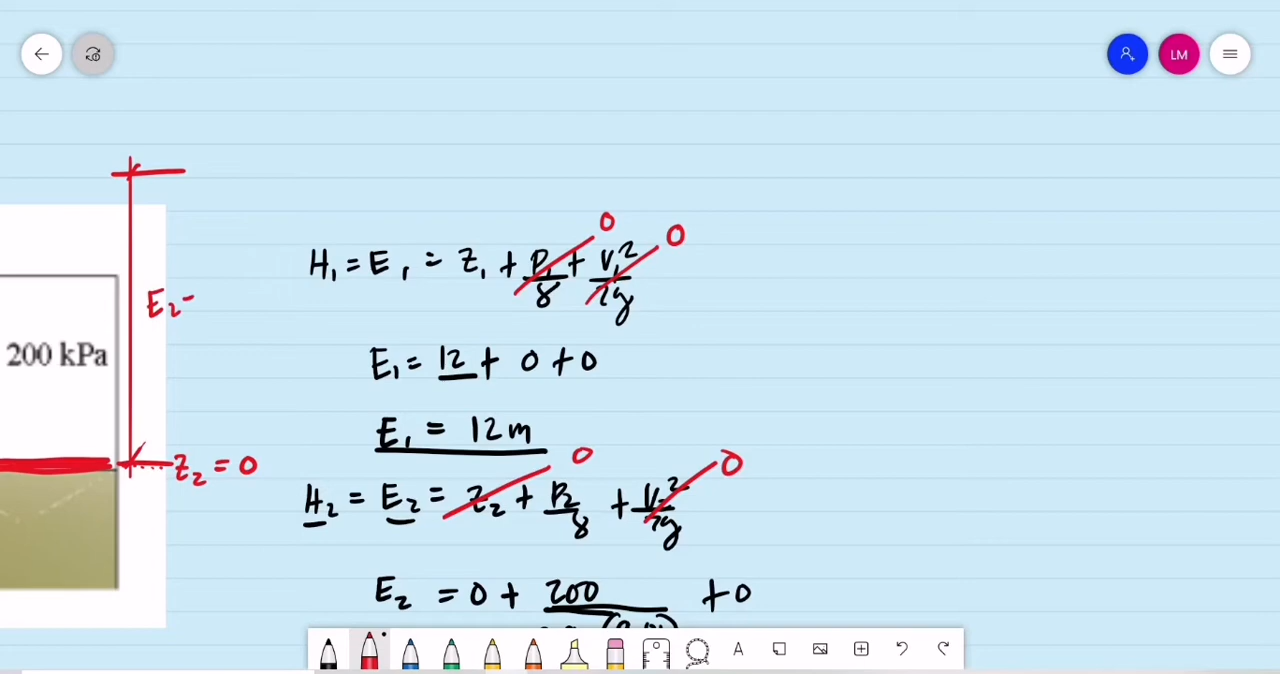 LM
E₂ -
200 kPa
Z₂ = 0
0 0
H₁ = E₁ = Z₁ + P₁/γ + V₁²/2g
E₁ = 12 + 0 + 0
E₁ = 12m
0 0
H₂ = E₂ = Z₂ + P₂/γ + V₂²/2g
E₂ = 0 + 200 + 0
A